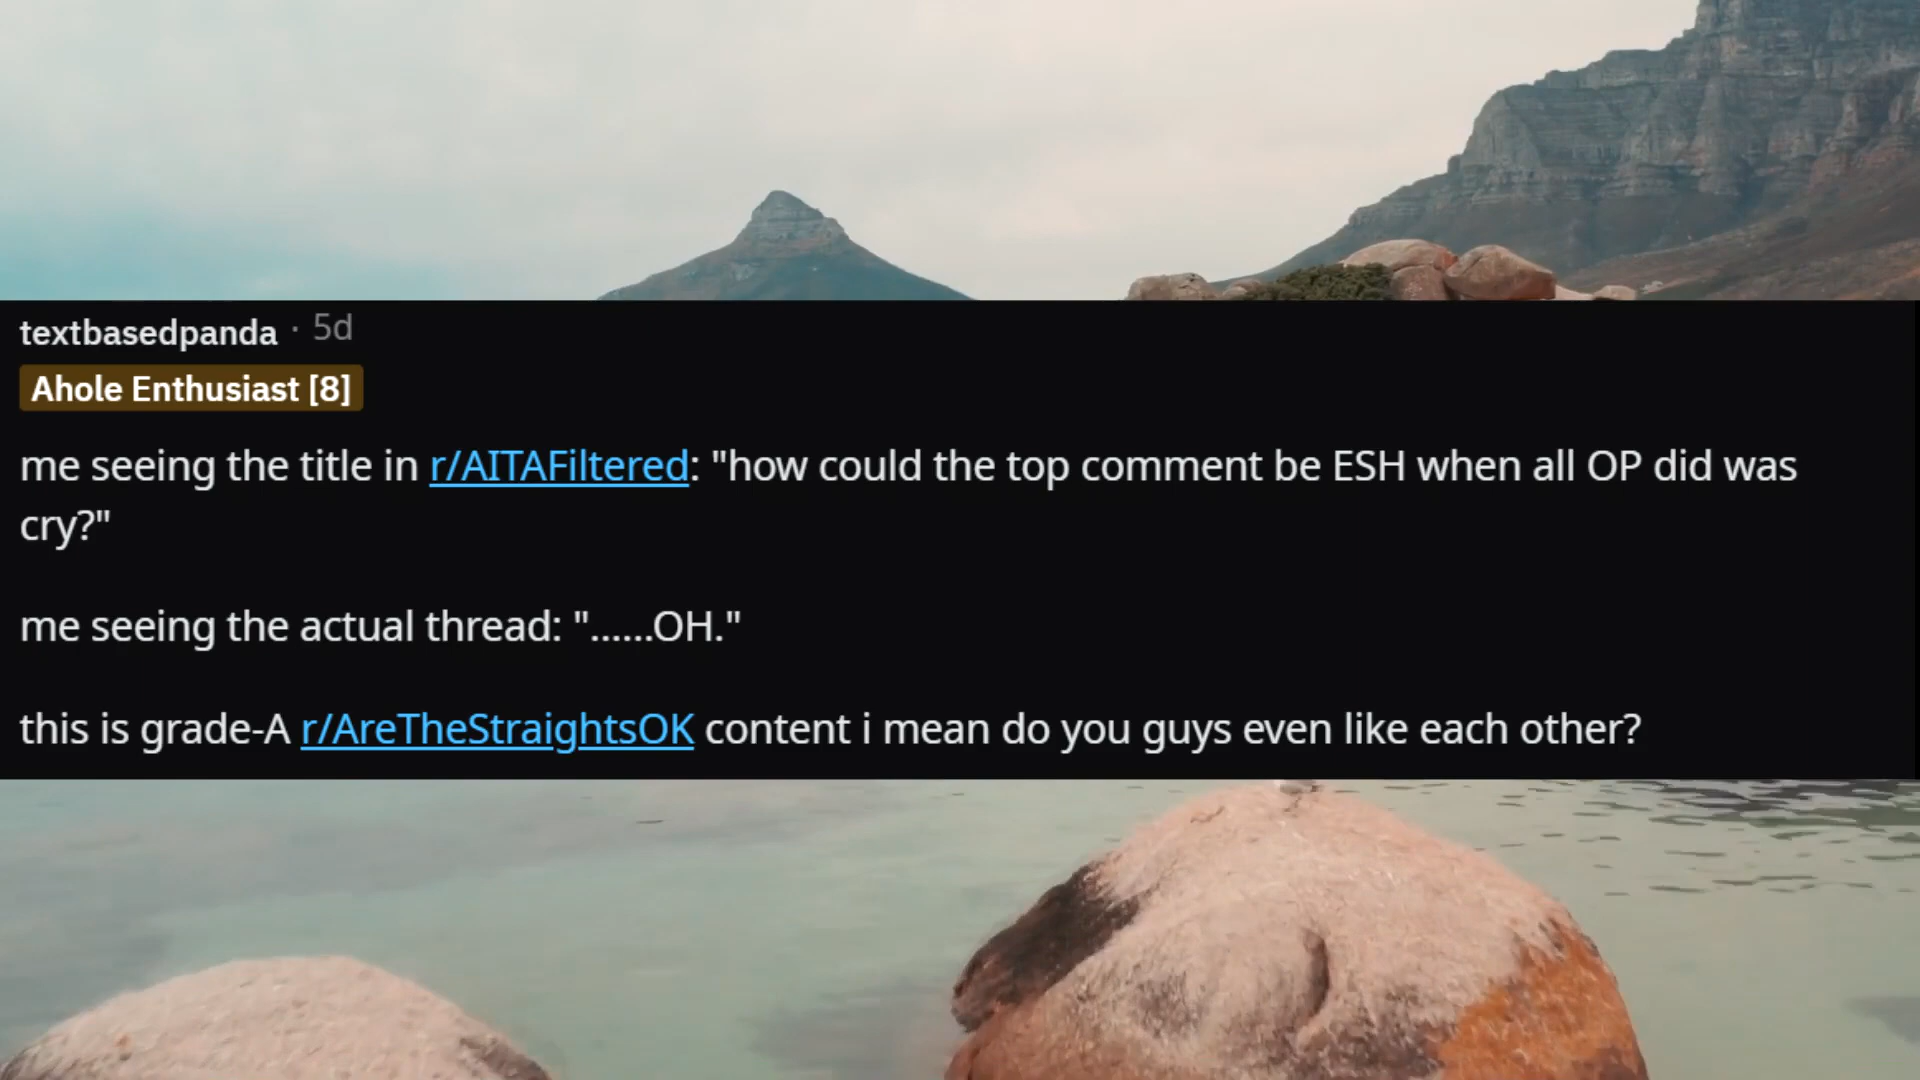 textbasedpanda · 5d
Ahole Enthusiast [8]
me seeing the title in r/AITAFiltered: "how could the top comment be ESH when all OP did was
cry?"
me seeing the actual thread: "......OH."
this is grade-A r/AreTheStraightsOK content i mean do you guys even like each other?